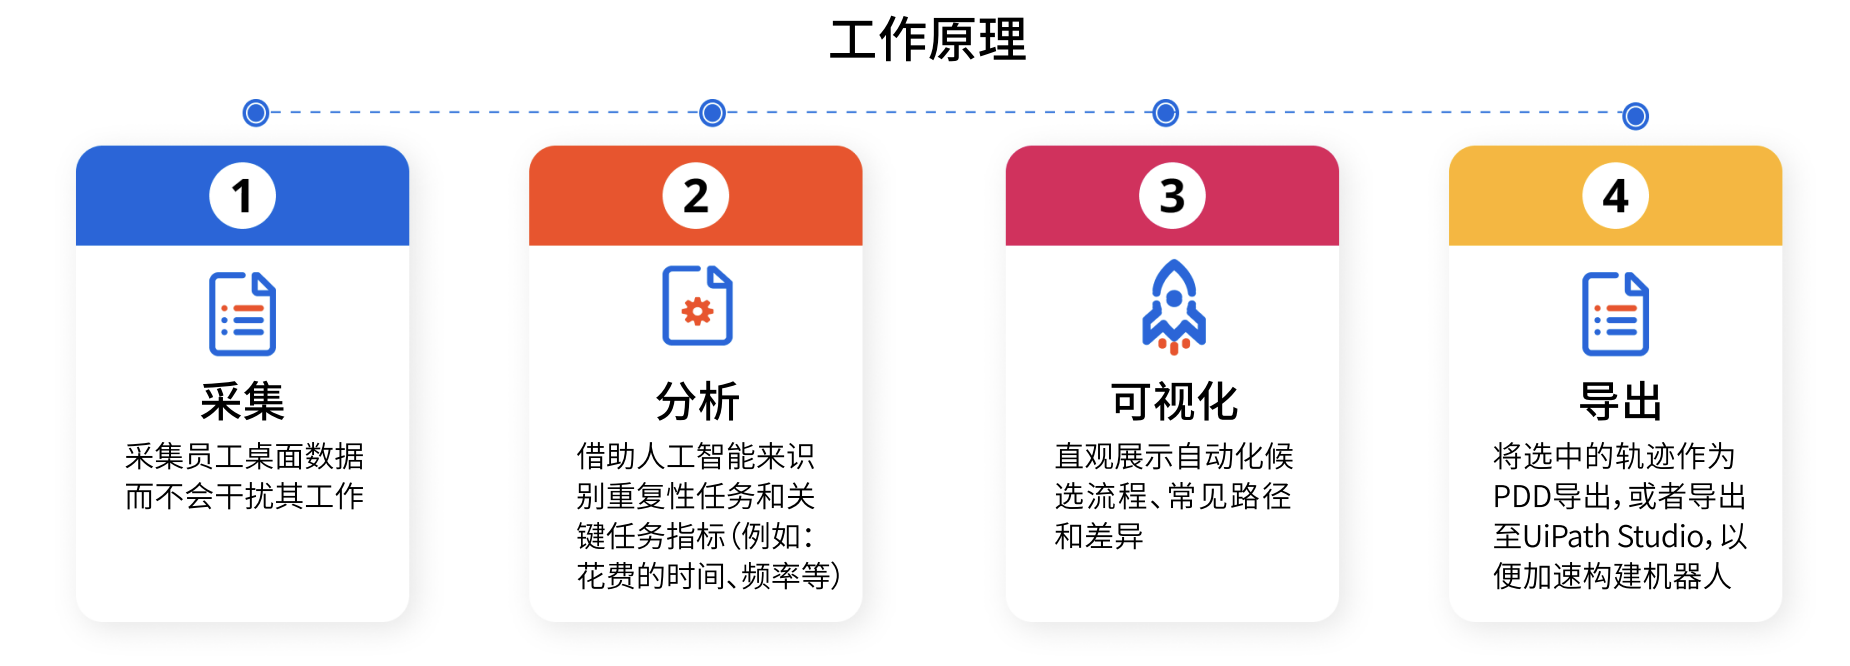 工作原理
1
采集
采集员工桌面数据
而不会干扰其工作
2
分析
借助人工智能来识
别重复性任务和关
键任务指标（例如：
花费的时间、频率等）
3
可视化
直观展示自动化候
选流程、常见路径
和差异
4
导出
将选中的轨迹作为
PDD导出，或者导出
至UiPath Studio，以
便加速构建机器人